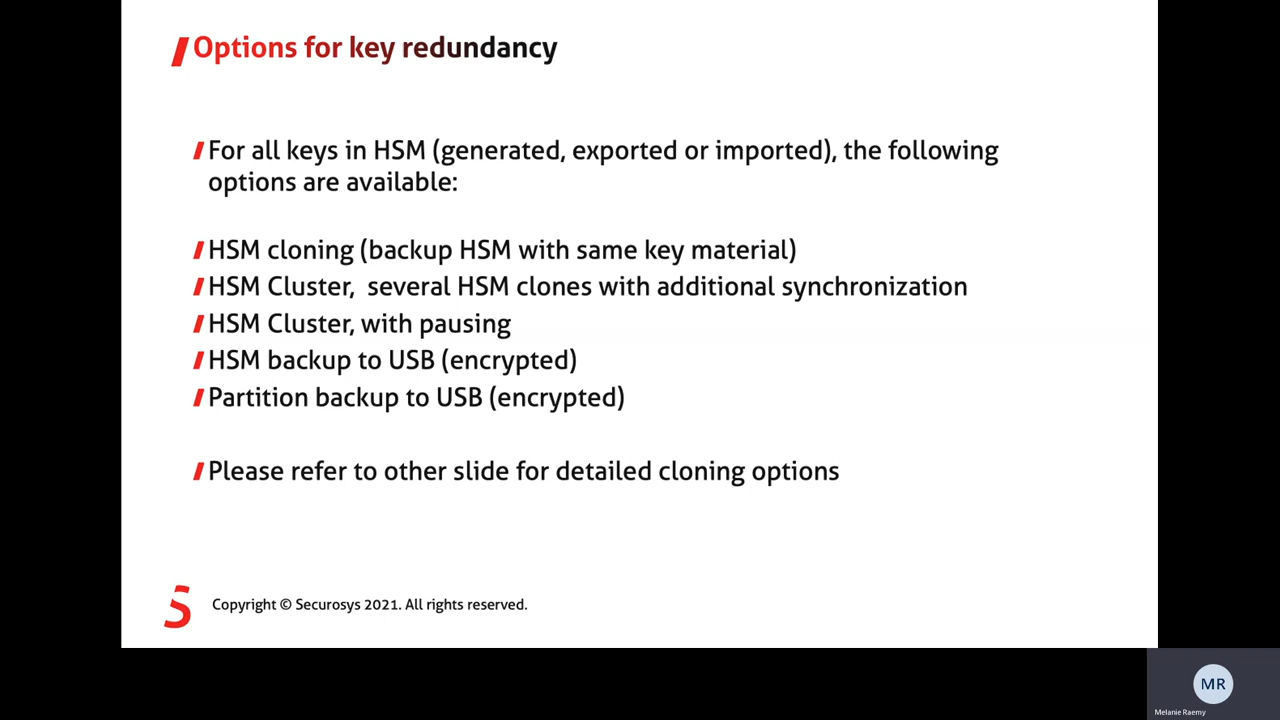 Options for key redundancy
For all keys in HSM (generated, exported or imported), the following
options are available:
HSM cloning (backup HSM with same key material)
HSM Cluster,  several HSM clones with additional synchronization
HSM Cluster, with pausing
HSM backup to USB (encrypted)
Partition backup to USB (encrypted)
Please refer to other slide for detailed cloning options
Copyright © Securosys 2021. All rights reserved.
MR
Melanie Raemy